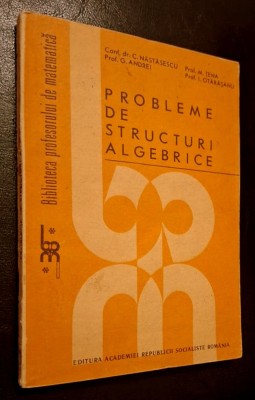 Conf. dr. C. NĂSTĂSESCU Prof. M. ȚENA
Prof. G. ANDREI Prof. I. OTĂRĂȘANU
PROBLEME
DE
STRUCTURI
ALGEBRICE
Biblioteca profesorului de matematică
EDITURA ACADEMIEI REPUBLICII SOCIALISTE ROMÂNIA